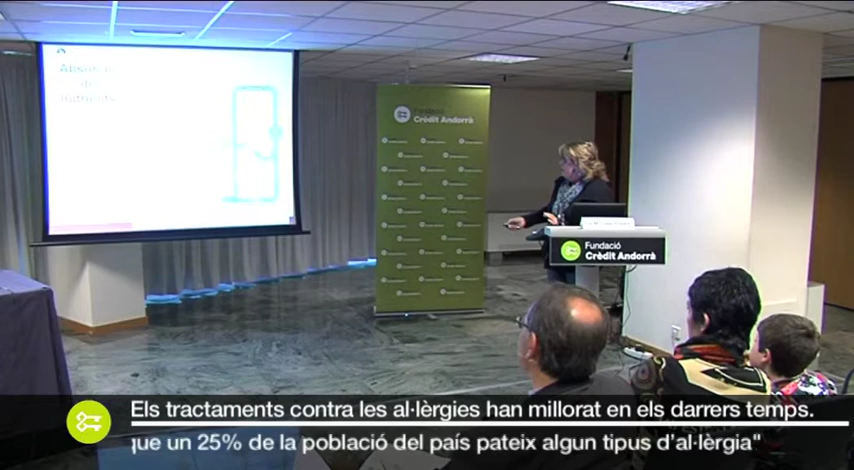 Fundació
Crèdit Andorrà
Fundació
Crèdit Andorrà
Els tractaments contra les al·lèrgies han millorat en els darrers temps.
ue un 25% de la població del país pateix algun tipus d'al·lèrgia"